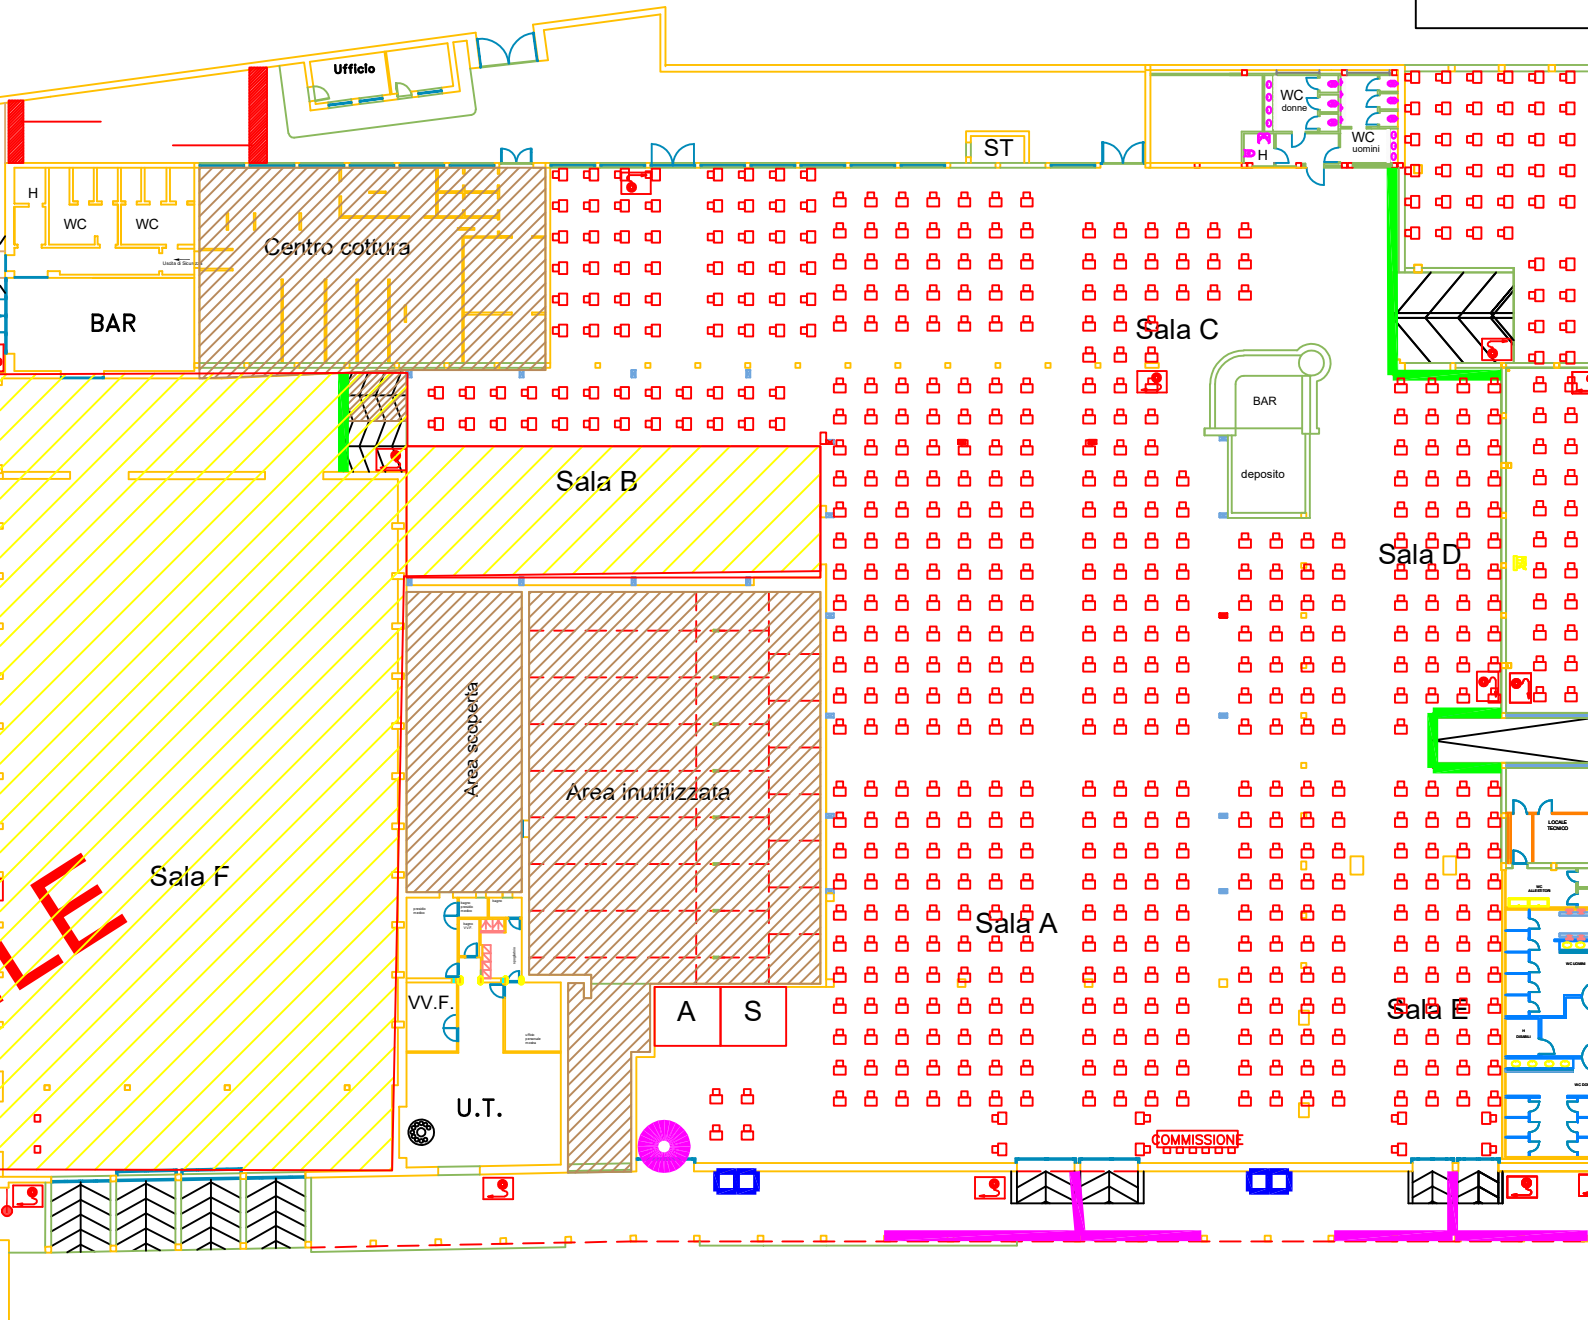 Ufficio
ST
WC
donne
WC
uomini
H
H
WC
WC
Centro cottura
BAR
Sala C
BAR
deposito
Sala B
Sala D
Area scoperta
Area inutilizzata
LOCALE
TECNICO
Sala F
LE
Sala A
VV.F.
A
S
Sala E
U.T.
COMMISSIONE